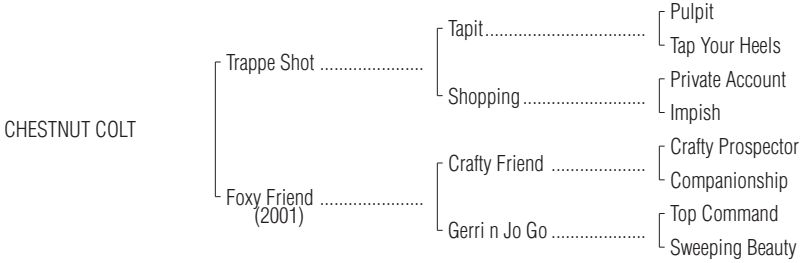 Pulpit
Tapit..................................
Tap Your Heels
Trappe Shot ......................
Private Account
Shopping..........................
Impish
CHESTNUT COLT
Crafty Prospector
Crafty Friend ....................
Companionship
Foxy Friend ......................
(2001)
Top Command
Gerri n Jo Go ....................
Sweeping Beauty